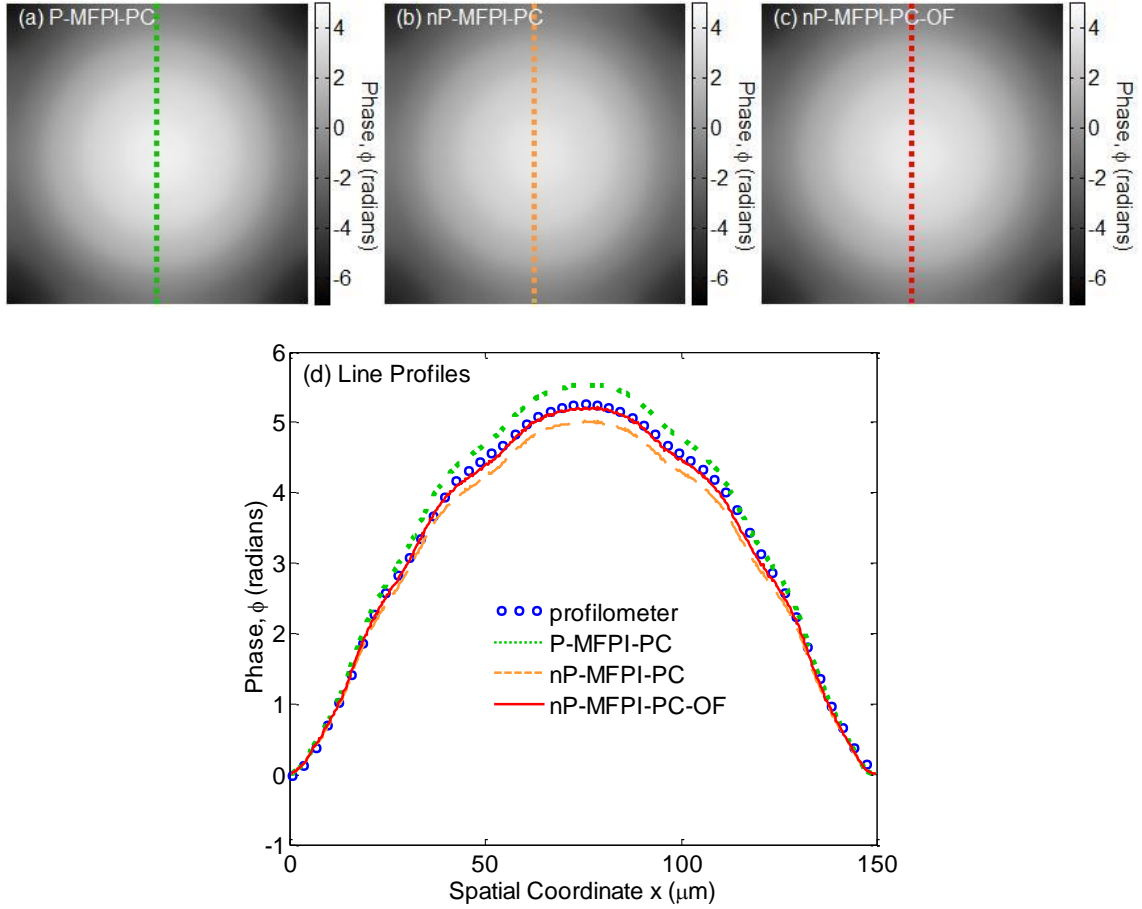 (a) P-MFPI-PC
4
2
0
-2
-4
-6
Phase, ϕ (radians)
(b) nP-MFPI-PC
4
2
0
-2
-4
-6
Phase, ϕ (radians)
(c) nP-MFPI-PC-OF
4
2
0
-2
-4
-6
Phase, ϕ (radians)
(d) Line Profiles
6
5
4
3
2
1
0
-1
Phase, ϕ (radians)
profilometer
P-MFPI-PC
nP-MFPI-PC
nP-MFPI-PC-OF
0 50 100 150
Spatial Coordinate x (μm)